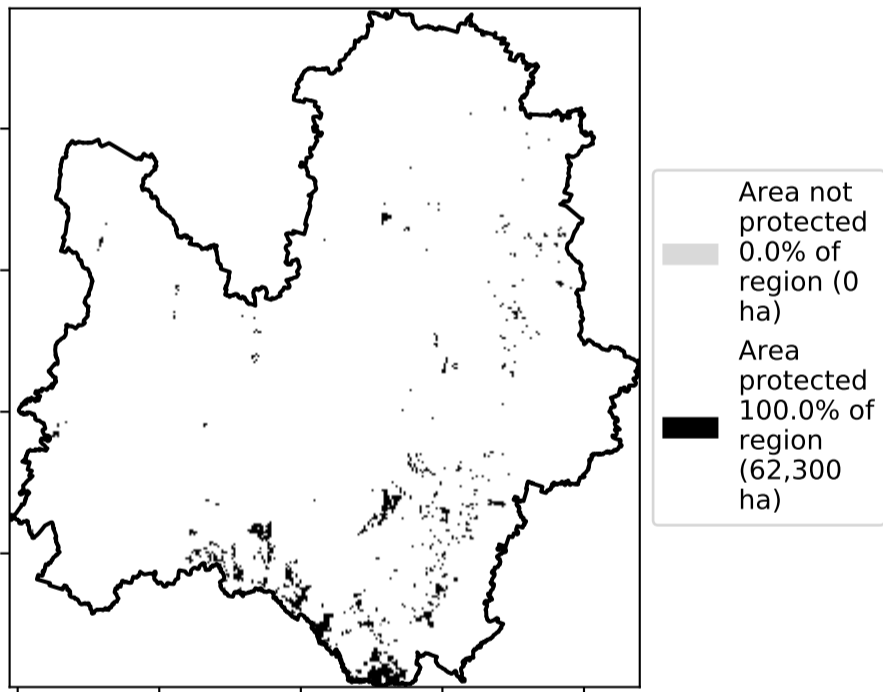 Area not
protected
0.0% of
region (0
ha)
Area
protected
100.0% of
region
(62,300
ha)